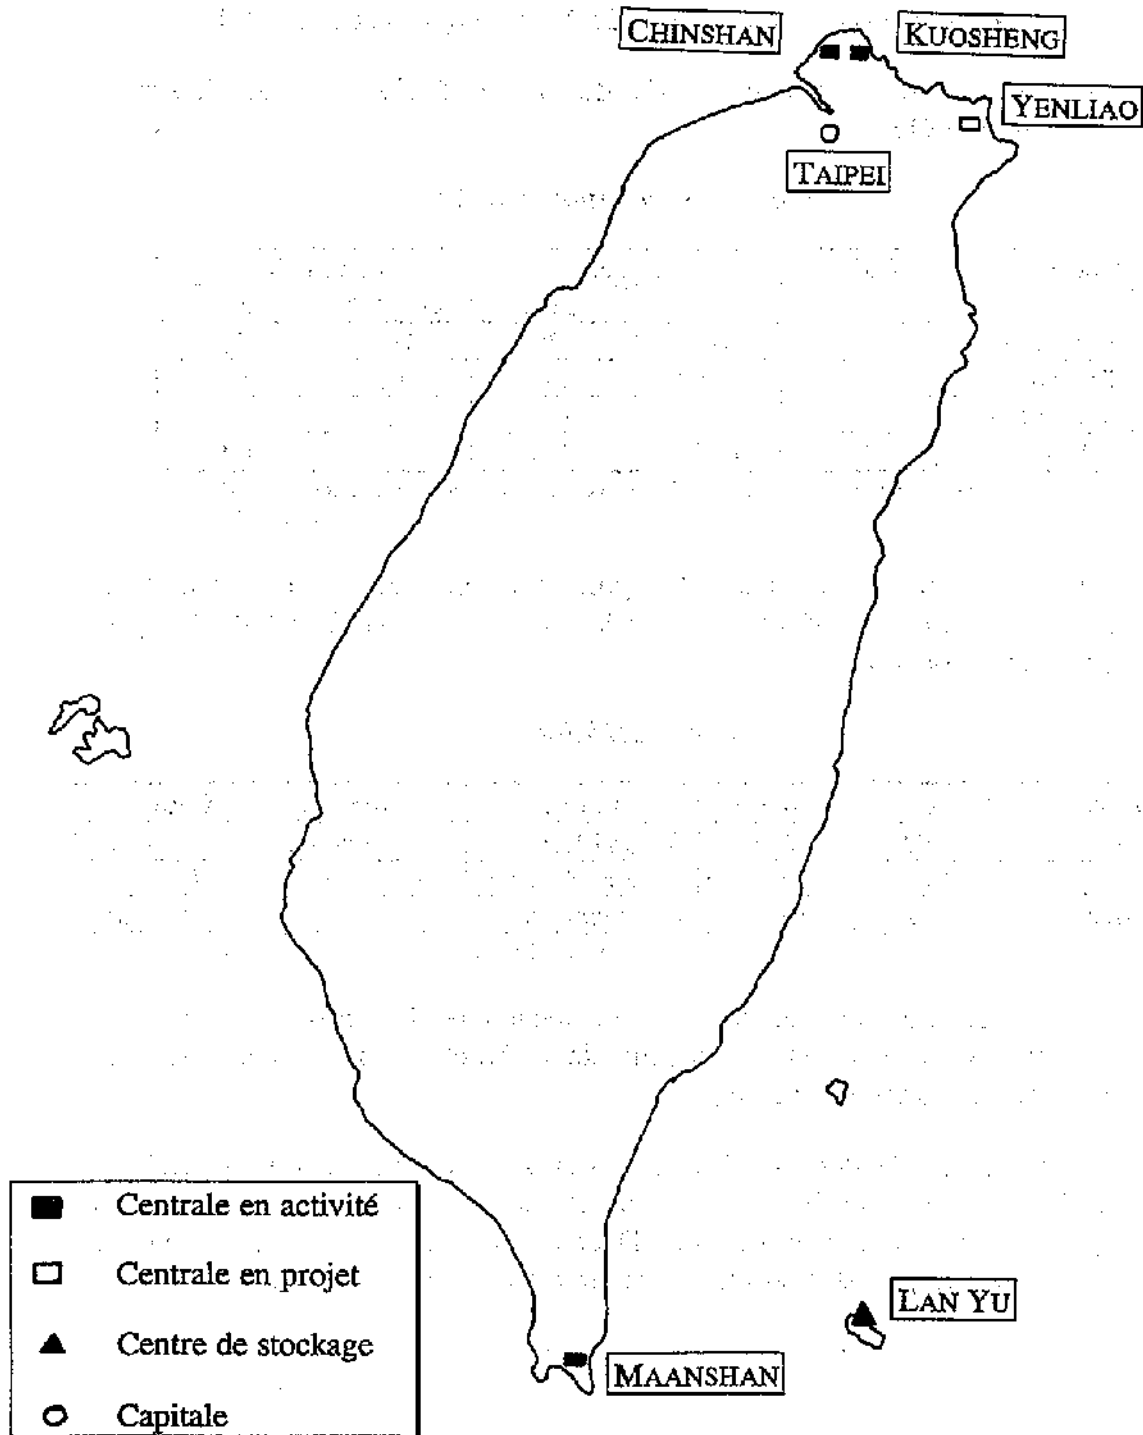 CHINSHAN
KUOSHENG
YENLIAO
TAIPEI
Centrale en activité
Centrale en projet
LAN YU
Centre de stockage
MAANSHAN
Capitale